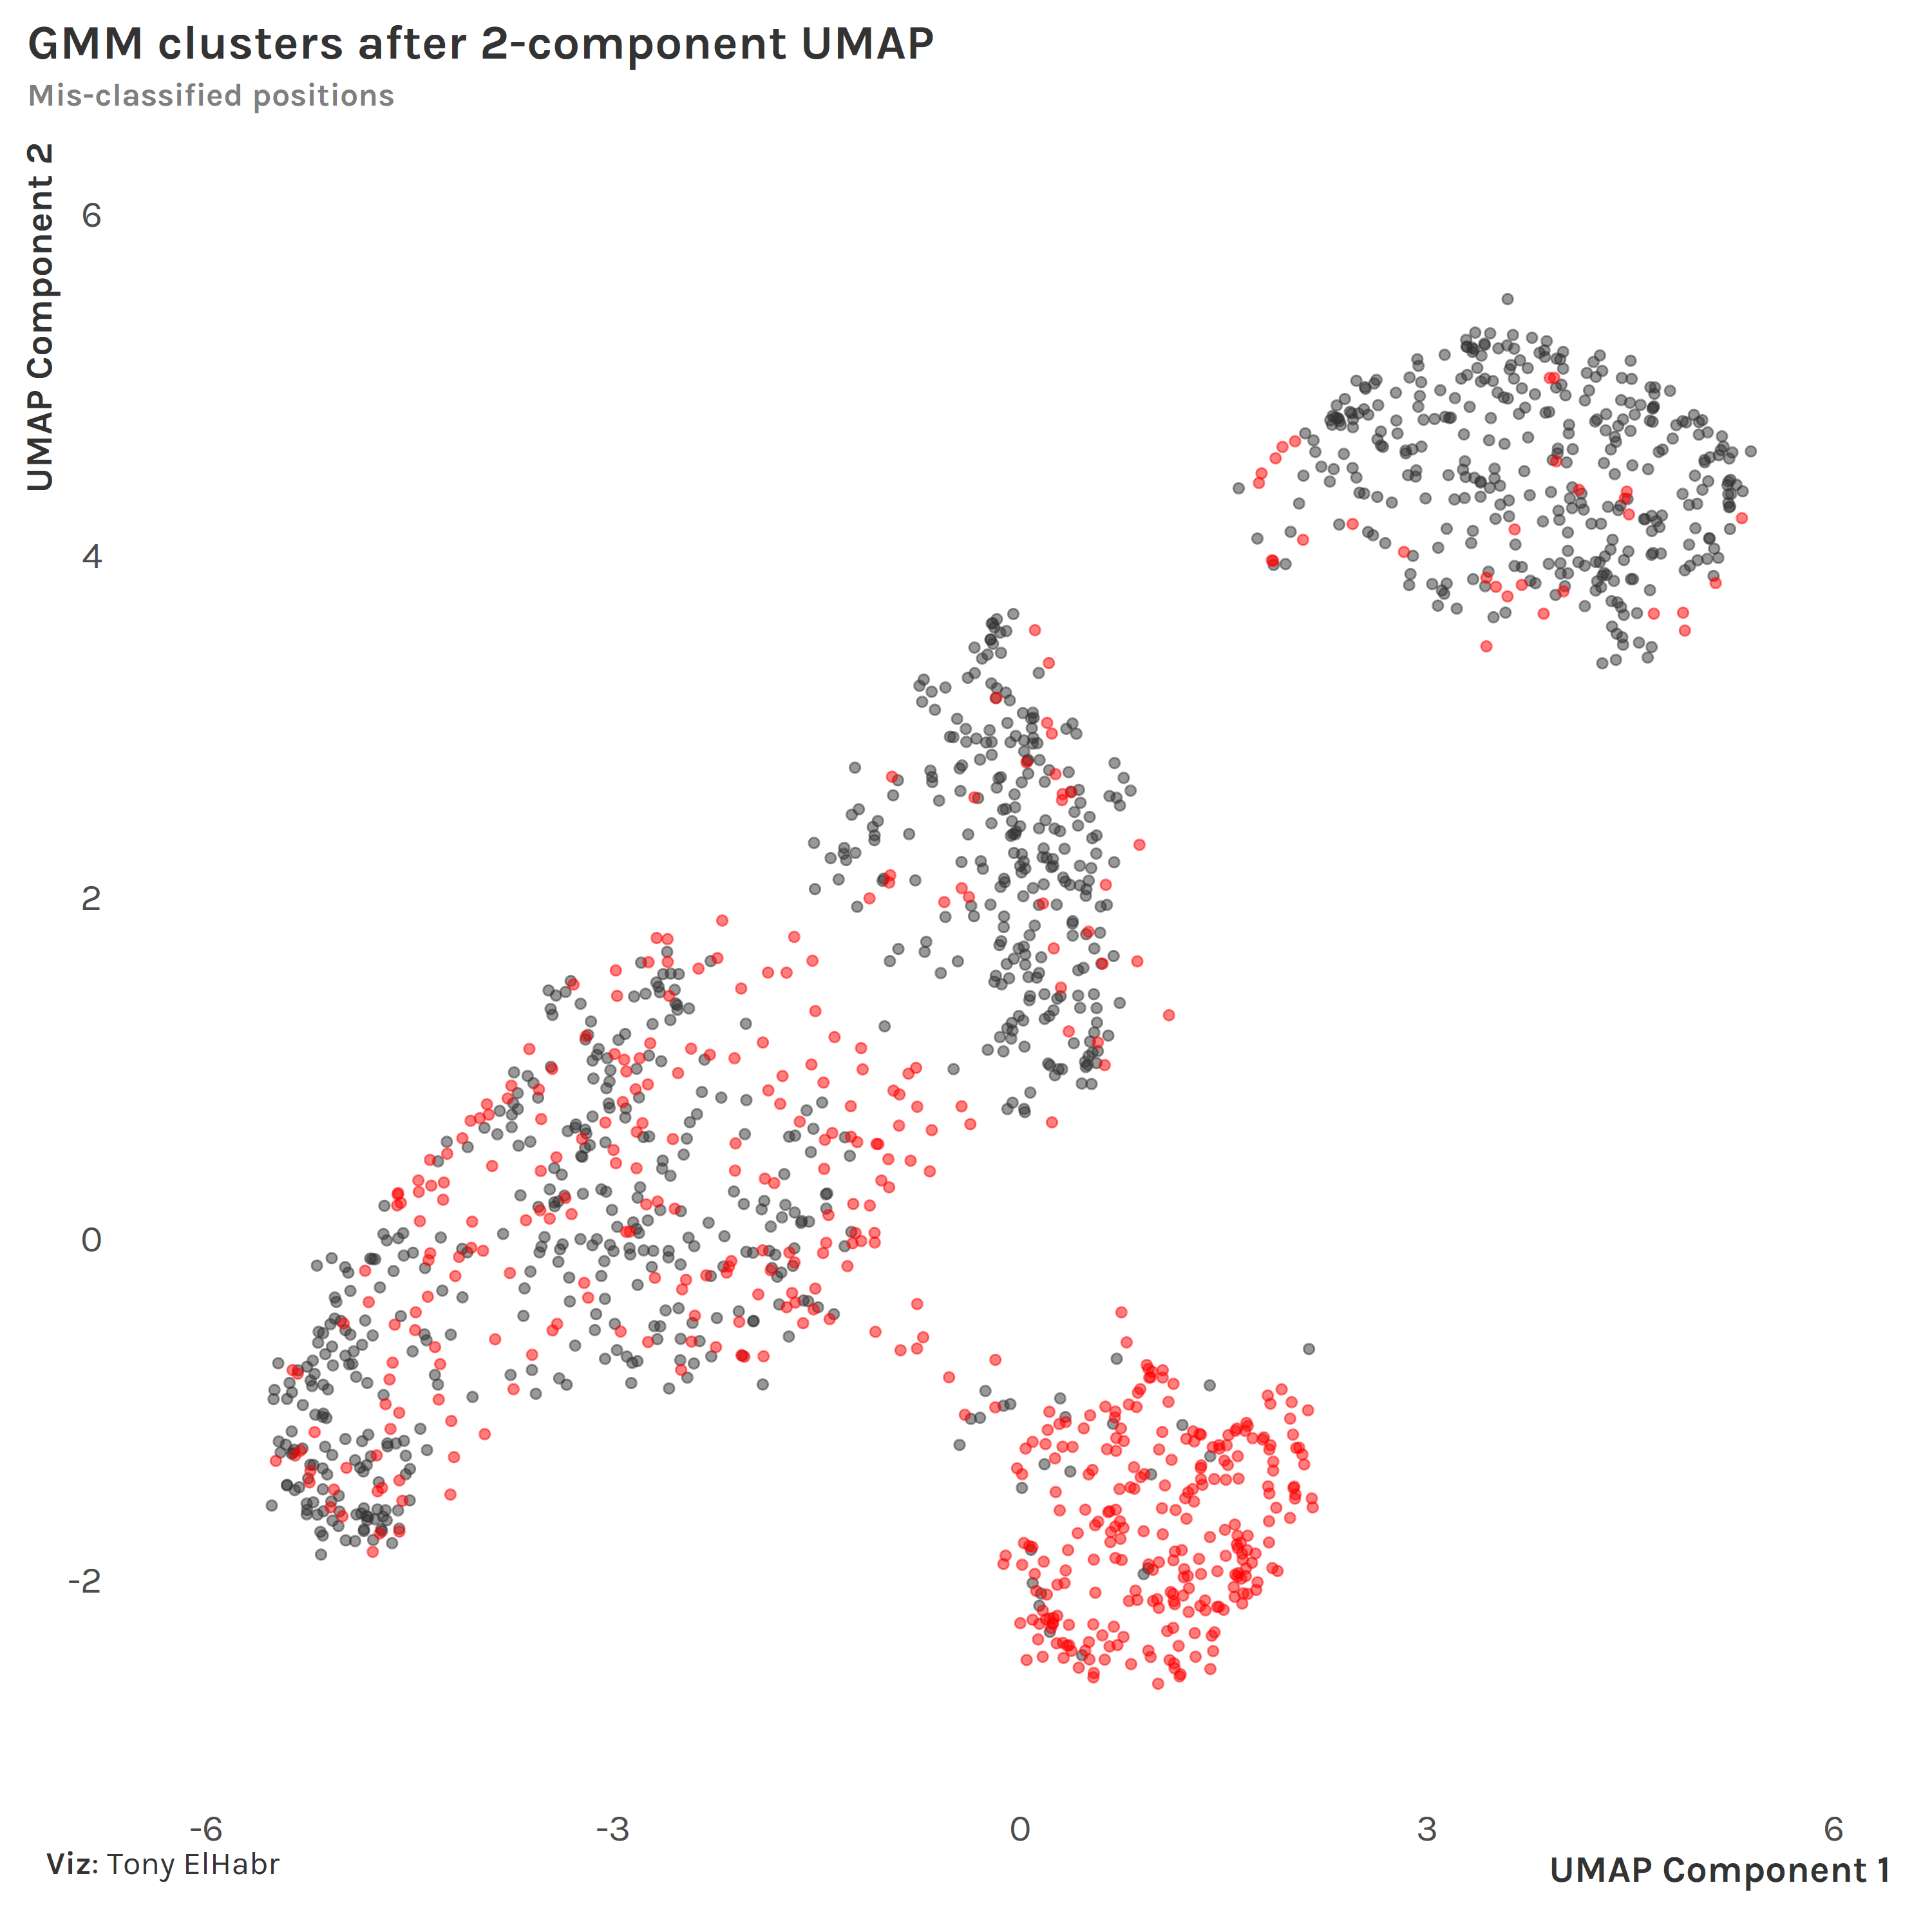 GMM clusters after 2-component UMAP
Mis-classified positions
UMAP Component 2
6
4
2
0
-2
-6 -3 0 3 6
Viz: Tony ElHabr
UMAP Component 1